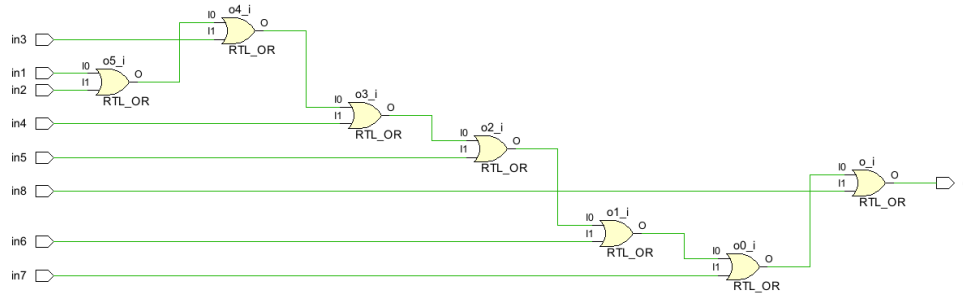 o4_i
I0 O
in3 I1
RTL_OR
o5_i
in1 I0 O
in2 I1
RTL_OR
o3_i
I0 O
in4 I1
RTL_OR
o2_i
I0 O
in5 I1
RTL_OR
o_i
I0 O
in8 I1
RTL_OR
o1_i
I0 O
in6 I1
RTL_OR
o0_i
I0 O
in7 I1
RTL_OR